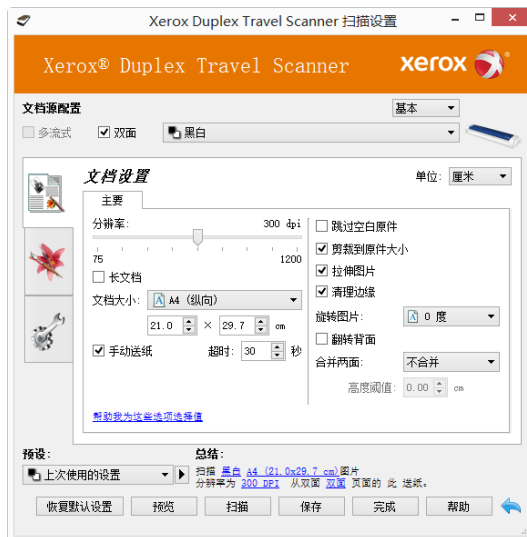 Xerox Duplex Travel Scanner 扫描设置
Xerox® Duplex Travel Scanner
xerox
文档源配置
基本
多流式
双面
黑白
文档设置
单位: 厘米
主要
分辨率: 300 dpi
75 1200
长文档
文档大小: A4 (纵向)
21.0 × 29.7 cm
手动送纸 超时: 30 秒
帮助我为这些选项选择值
跳过空白原件
剪裁到原件大小
拉伸图片
清理边缘
旋转图片: 0 度
翻转背面
合并两面: 不合并
高度阈值: 0.00 cm
预设:
上次使用的设置
总结:
扫描 黑白 A4 (21.0x29.7 cm)图片
分辨率为 300 DPI 从双面 双面 页面的 此 送纸。
恢复默认设置 预览 扫描 保存 完成 帮助